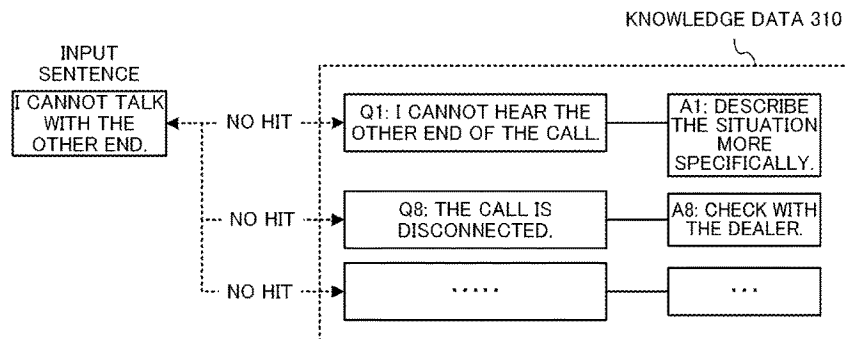 KNOWLEDGE DATA 310
INPUT
SENTENCE
I CANNOT TALK
WITH THE
OTHER END.
NO HIT
Q1: I CANNOT HEAR THE
OTHER END OF THE CALL.
A1: DESCRIBE
THE SITUATION
MORE
SPECIFICALLY.
NO HIT
Q8: THE CALL IS
DISCONNECTED.
A8: CHECK WITH
THE DEALER.
NO HIT
.....
...